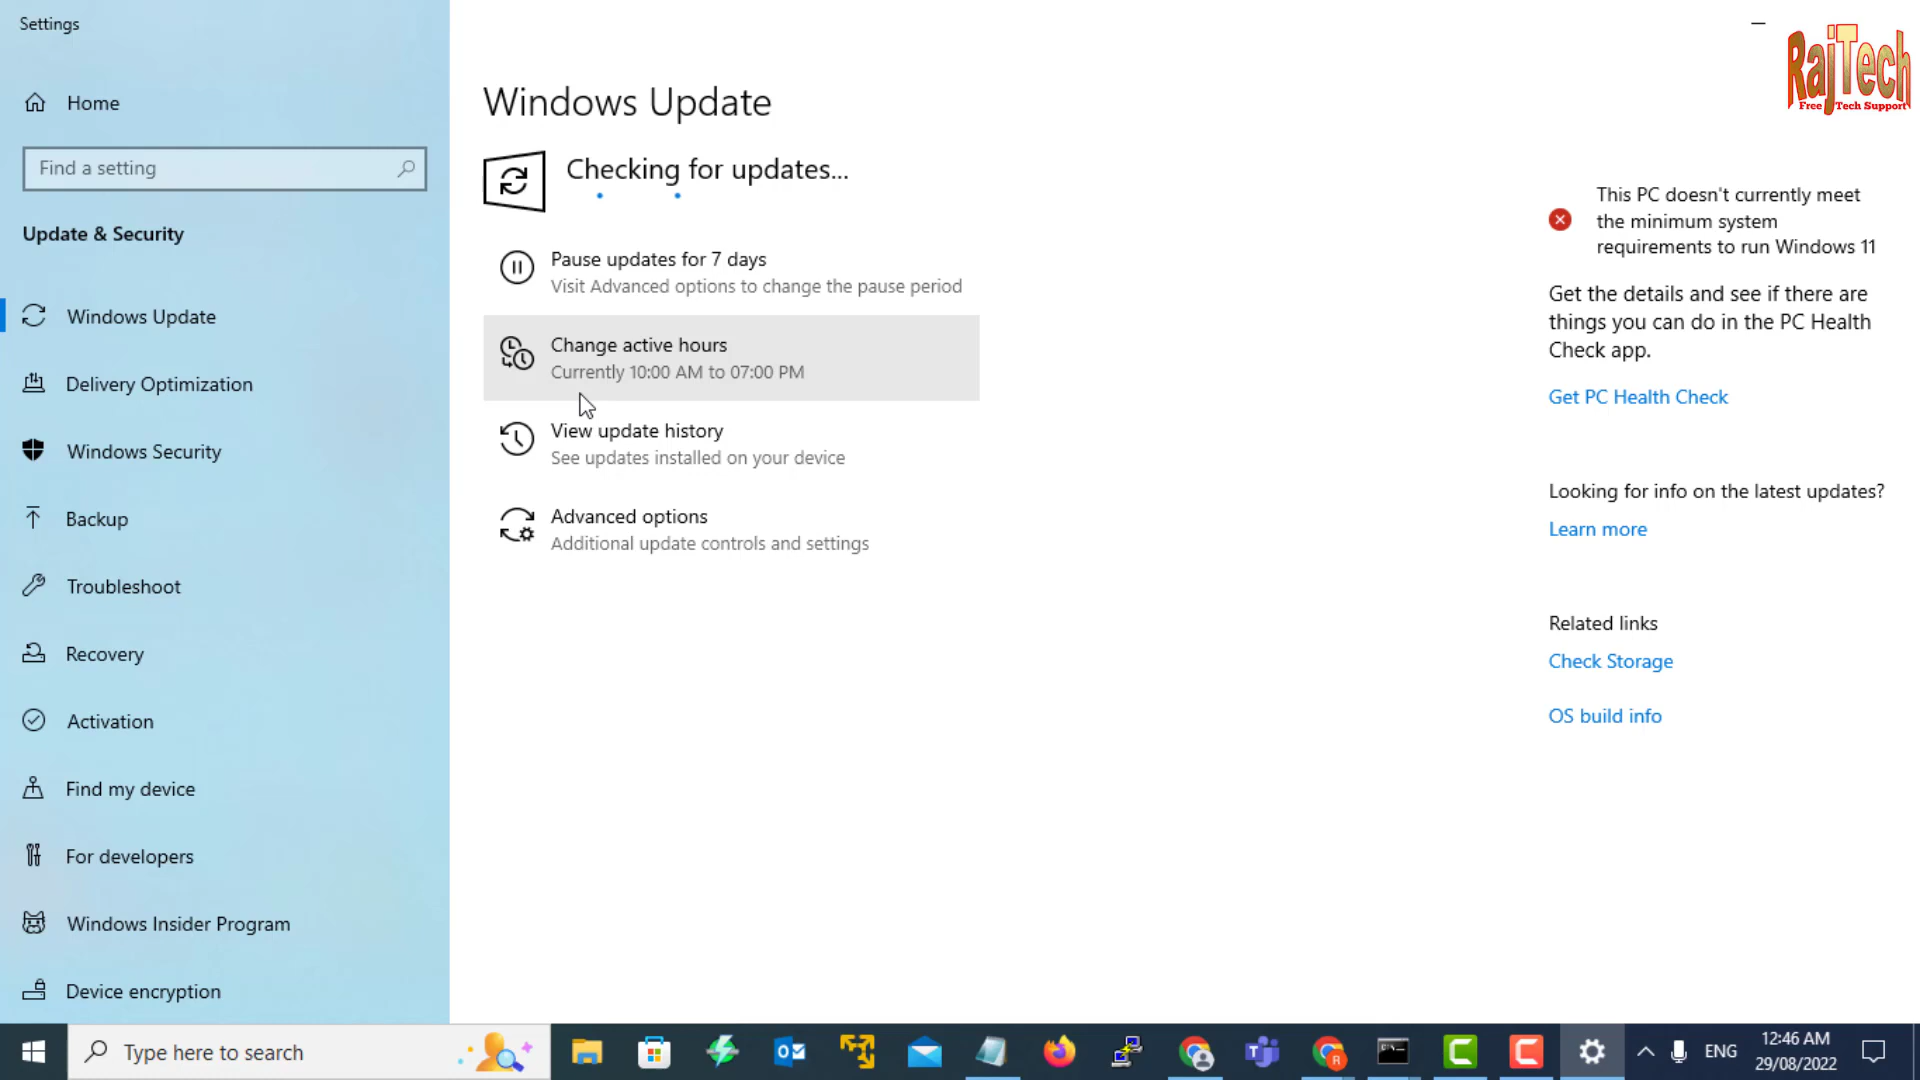 Settings
Home
Find a setting
Update & Security
Windows Update
Delivery Optimization
Windows Security
Backup
Troubleshoot
Recovery
Activation
Find my device
For developers
Windows Insider Program
Device encryption
Windows Update
Checking for updates...
Pause updates for 7 days
Visit Advanced options to change the pause period
Change active hours
Currently 10:00 AM to 07:00 PM
View update history
See updates installed on your device
Advanced options
Additional update controls and settings
RajTech
Free Tech Support
This PC doesn't currently meet
the minimum system
requirements to run Windows 11
Get the details and see if there are
things you can do in the PC Health
Check app.
Get PC Health Check
Looking for info on the latest updates?
Learn more
Related links
Check Storage
OS build info
Type here to search
ENG
12:46 AM
29/08/2022